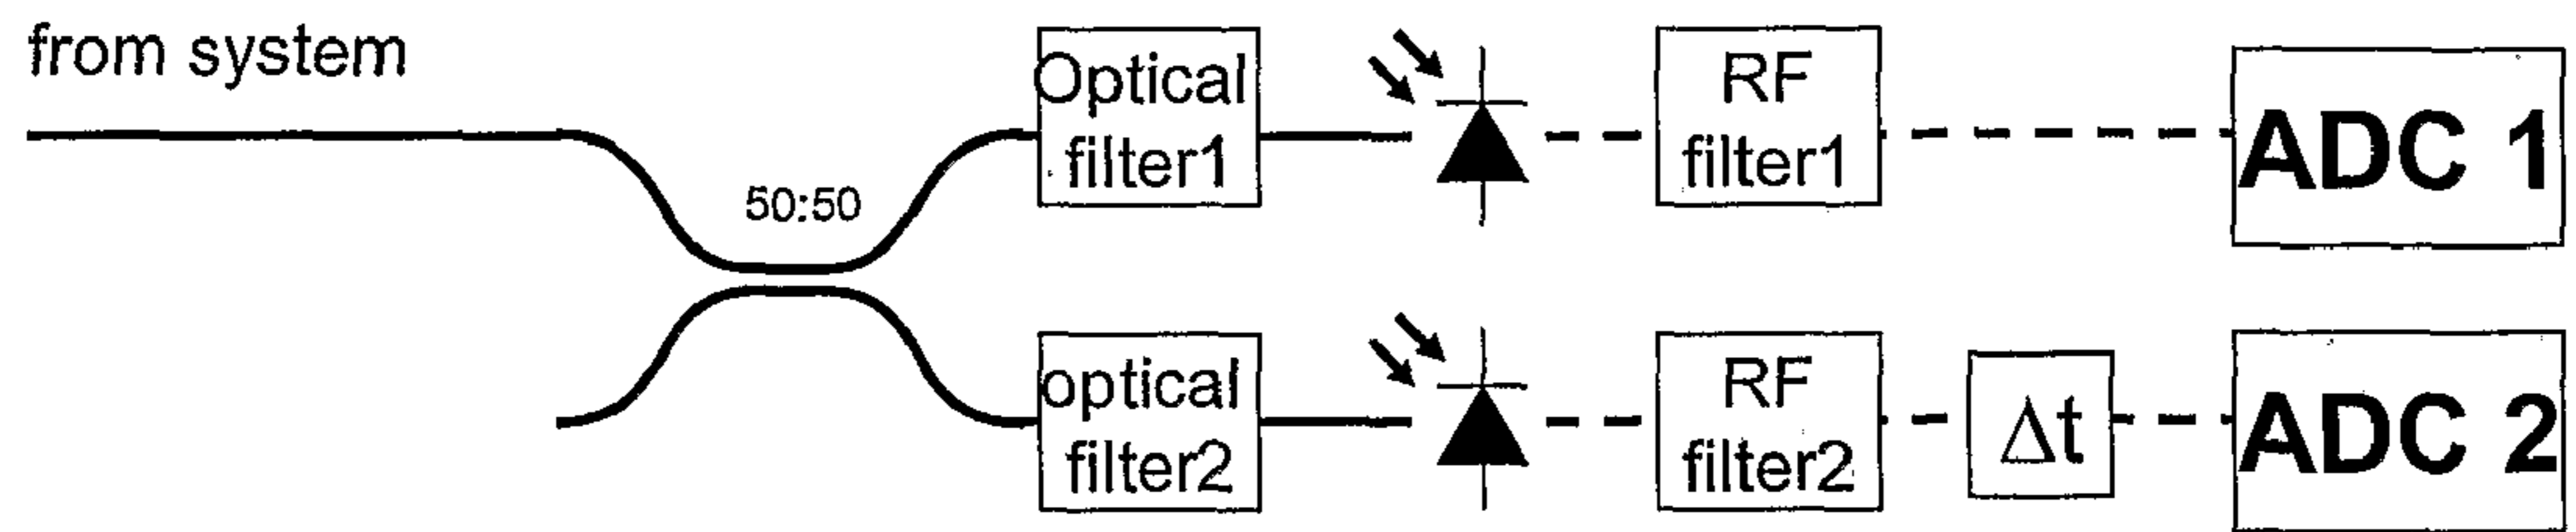 from system
50:50
Optical
filter1
RF
filter1
ADC 1
optical
filter2
RF
filter2
Δt
ADC 2